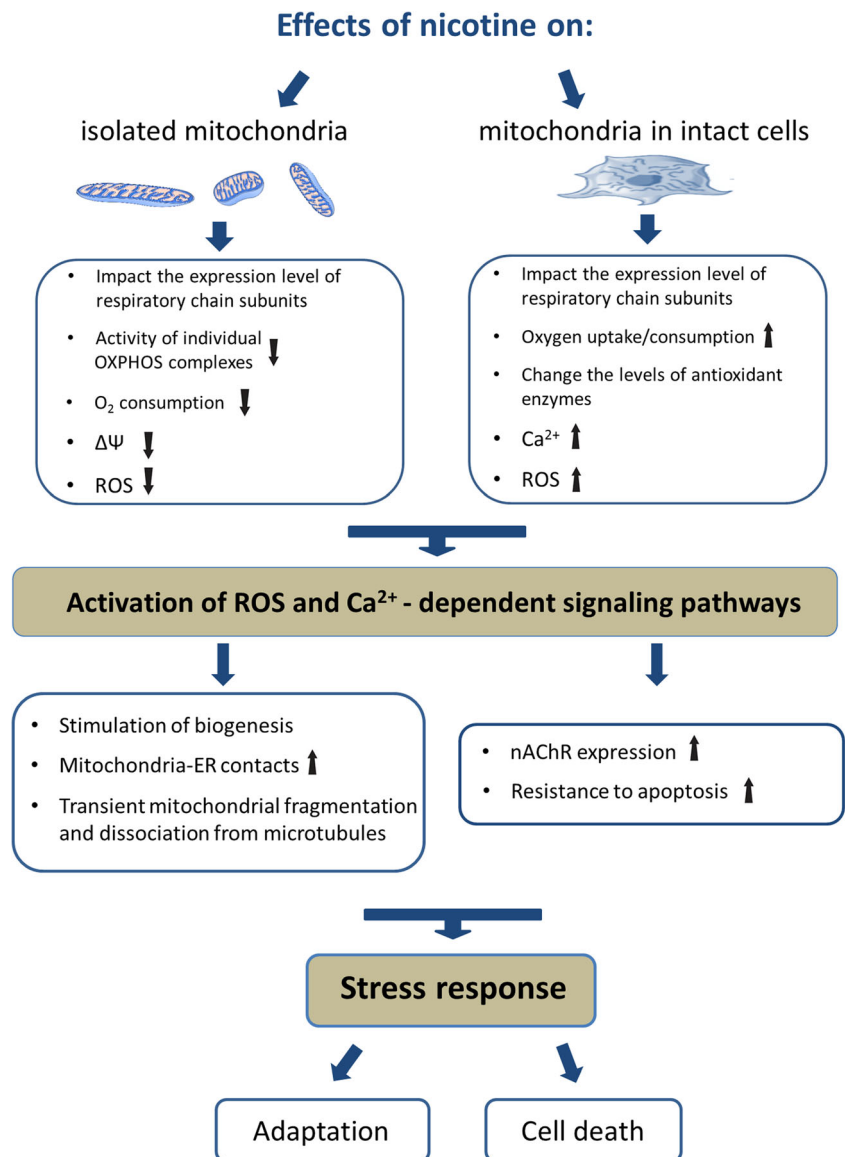 Effects of nicotine on:
isolated mitochondria
mitochondria in intact cells
• Impact the expression level of
respiratory chain subunits
• Activity of individual
OXPHOS complexes
• O₂ consumption
• ΔΨ
• ROS
• Impact the expression level of
respiratory chain subunits
• Oxygen uptake/consumption
• Change the levels of antioxidant
enzymes
• Ca²⁺
• ROS
Activation of ROS and Ca²⁺ - dependent signaling pathways
• Stimulation of biogenesis
• Mitochondria-ER contacts
• Transient mitochondrial fragmentation
and dissociation from microtubules
• nAChR expression
• Resistance to apoptosis
Stress response
Adaptation
Cell death